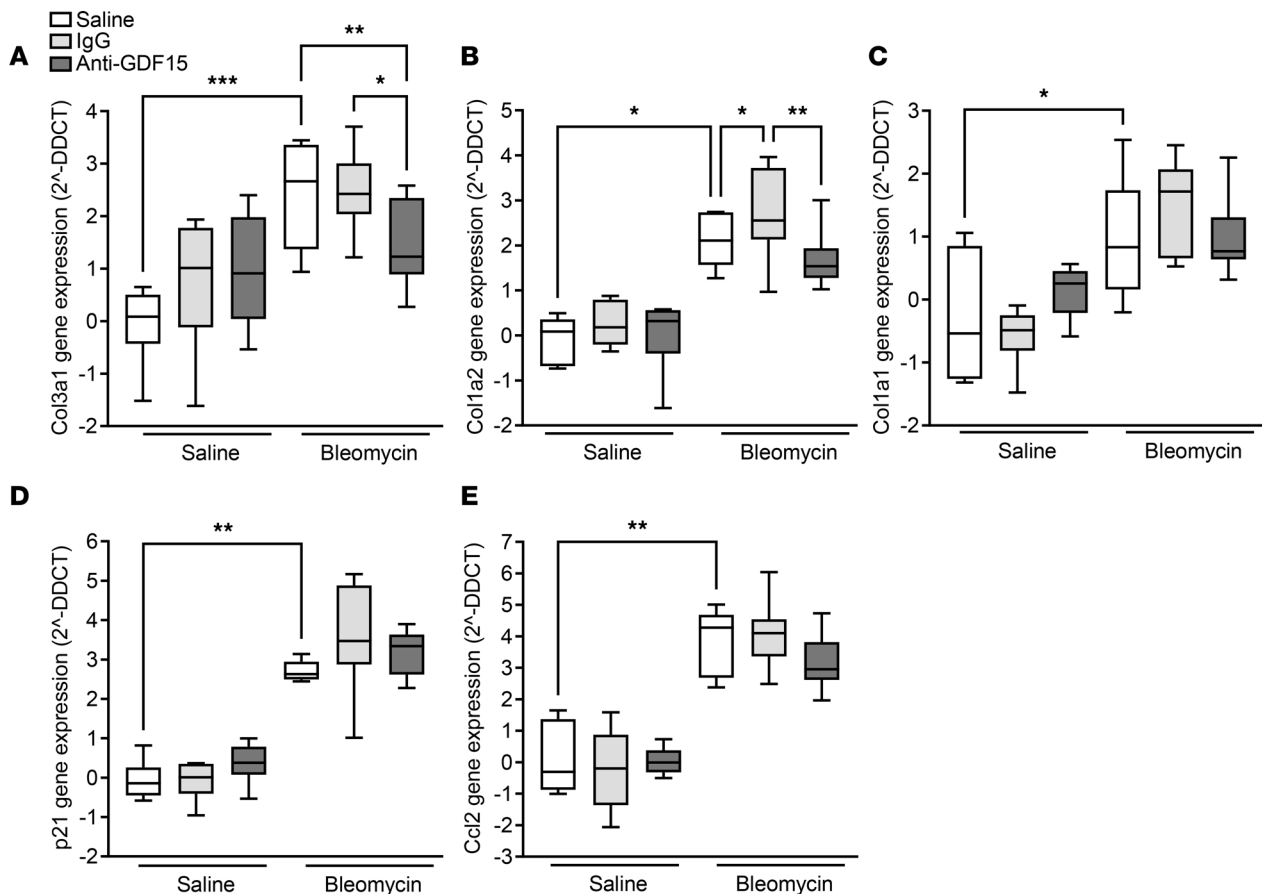 Saline
IgG
Anti-GDF15
A
Col3a1 gene expression (2^-DDCT)
4
3
2
1
0
-1
-2
***
**
*
Saline
Bleomycin
B
Col1a2 gene expression (2^-DDCT)
5
4
3
2
1
0
-1
-2
*
*
**
Saline
Bleomycin
C
Col1a1 gene expression (2^-DDCT)
3
2
1
0
-1
-2
*
Saline
Bleomycin
D
p21 gene expression (2^-DDCT)
6
5
4
3
2
1
0
-1
-2
**
Saline
Bleomycin
E
Ccl2 gene expression (2^-DDCT)
7
6
5
4
3
2
1
0
-1
-2
-3
**
Saline
Bleomycin